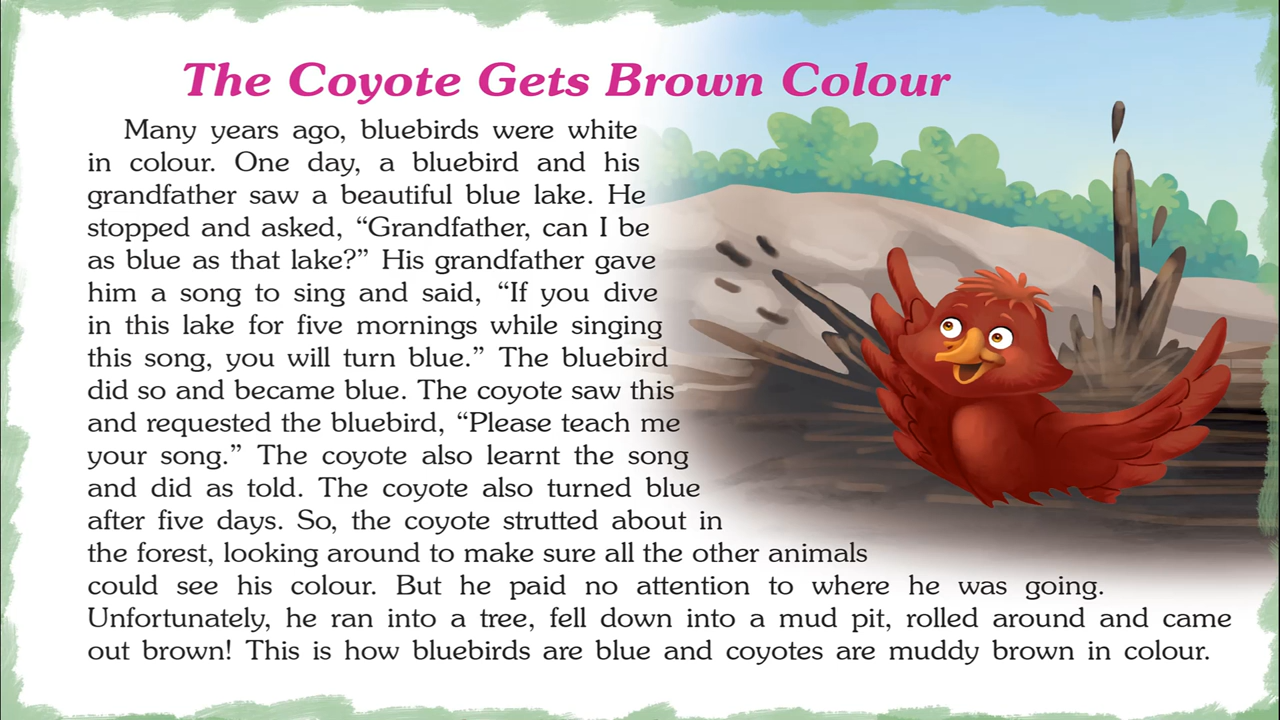 The Coyote Gets Brown Colour
Many years ago, bluebirds were white
in colour. One day, a bluebird and his
grandfather saw a beautiful blue lake. He
stopped and asked, “Grandfather, can I be
as blue as that lake?” His grandfather gave
him a song to sing and said, “If you dive
in this lake for five mornings while singing
this song, you will turn blue.” The bluebird
did so and became blue. The coyote saw this
and requested the bluebird, “Please teach me
your song.” The coyote also learnt the song
and did as told. The coyote also turned blue
after five days. So, the coyote strutted about in
the forest, looking around to make sure all the other animals
could see his colour. But he paid no attention to where he was going.
Unfortunately, he ran into a tree, fell down into a mud pit, rolled around and came
out brown! This is how bluebirds are blue and coyotes are muddy brown in colour.